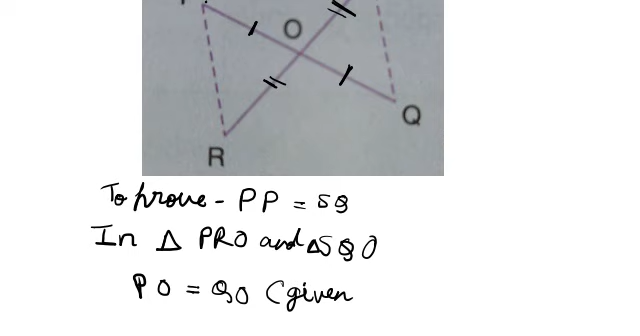 O
Q
R
To prove - PP = SQ
In Δ PRO and ΔSQO
PO = QO (given